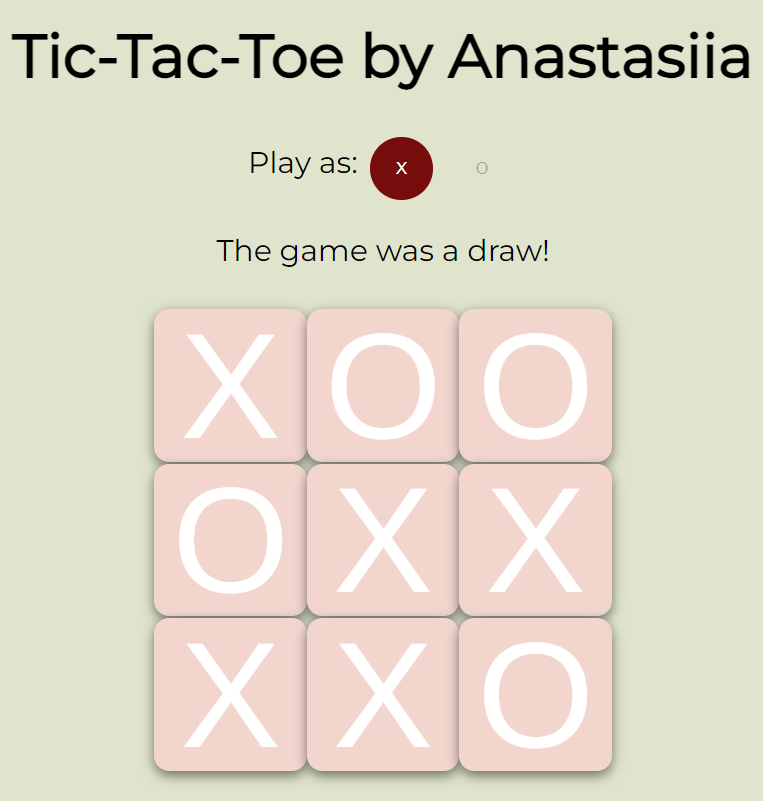 Tic-Tac-Toe by Anastasiia
Play as: x o
The game was a draw!
X O O
O X X
X X O